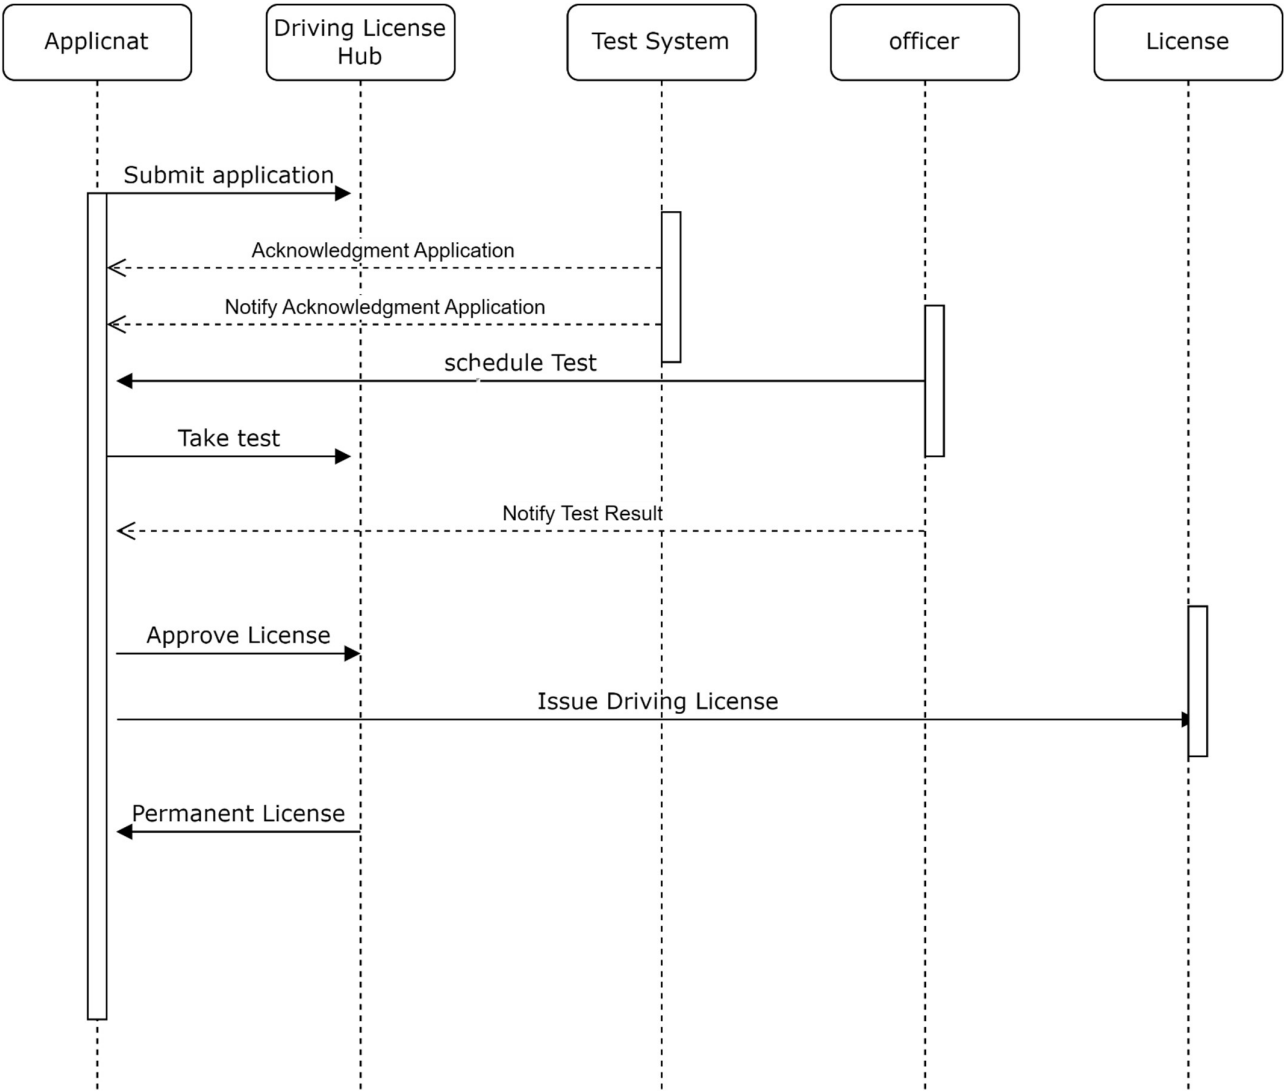 Applicnat
Driving License
Hub
Test System
officer
License
Submit application
Acknowledgment Application
Notify Acknowledgment Application
schedule Test
Take test
Notify Test Result
Approve License
Issue Driving License
Permanent License